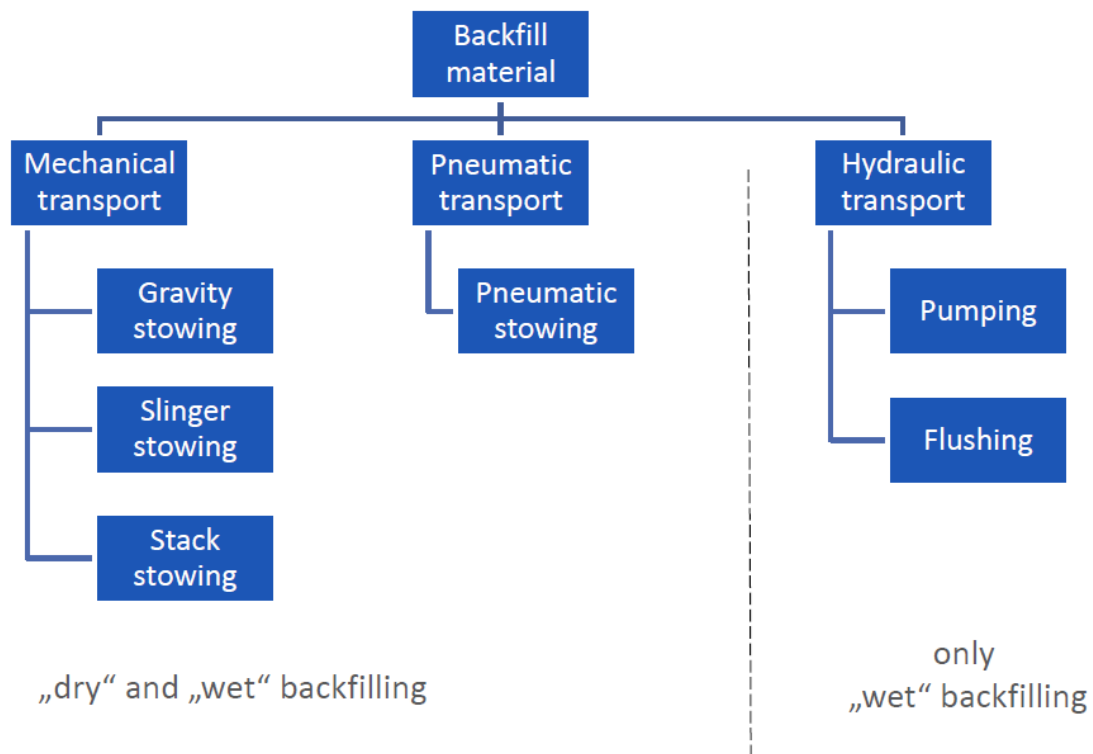 Backfill
material
Mechanical
transport
Pneumatic
transport
Hydraulic
transport
Gravity
stowing
Pneumatic
stowing
Pumping
Slinger
stowing
Flushing
Stack
stowing
„dry“ and „wet“ backfilling
only
„wet“ backfilling